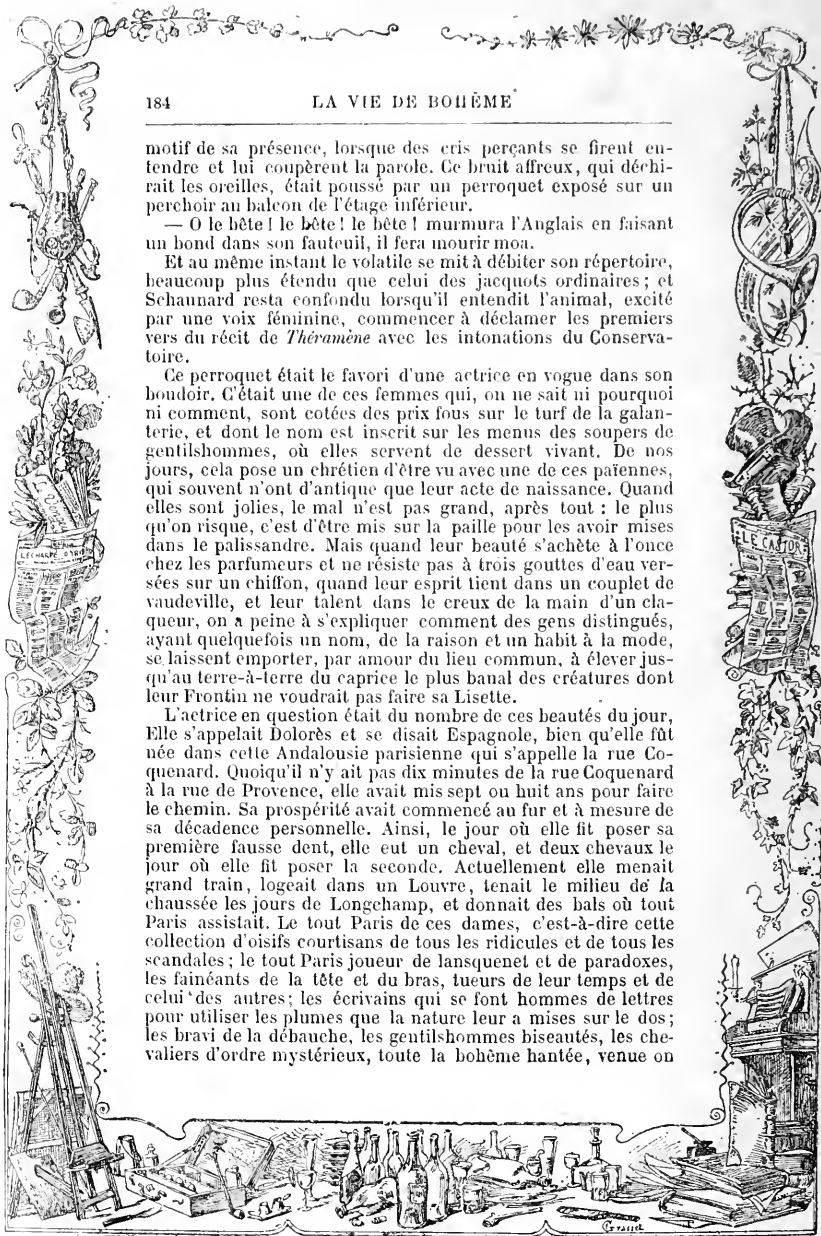 184 LA VIE DE BOHÊME
motif de sa présence, lorsque des cris perçants se firent en-
tendre et lui coupèrent la parole. Ce bruit affreux, qui déchi-
rait les oreilles, était poussé par un perroquet exposé sur un
perchoir au balcon de l'étage inférieur.
— O le bête ! le bête ! le bête ! murmura l'Anglais en faisant
un bond dans son fauteuil, il fera mourir moa.
Et au même instant le volatile se mit à débiter son répertoire,
beaucoup plus étendu que celui des jacquots ordinaires ; et
Schaunard resta confondu lorsqu'il entendit l'animal, excité
par une voix féminine, commencer à déclamer les premiers
vers du récit de Théramène avec les intonations du Conserva-
toire.
Ce perroquet était le favori d'une actrice en vogue dans son
boudoir. C'était une de ces femmes qui, on ne sait ni pourquoi
ni comment, sont cotées des prix fous sur le turf de la galan-
terie, et dont le nom est inscrit sur les menus des soupers de
gentilshommes, où elles servent de dessert vivant. De nos
jours, cela pose un chrétien d'être vu avec une de ces païennes,
qui souvent n'ont d'antique que leur acte de naissance. Quand
elles sont jolies, le mal n'est pas grand, après tout : le plus
qu'on risque, c'est d'être mis sur la paille pour les avoir mises
dans le palissandre. Mais quand leur beauté s'achète à l'once
chez les parfumeurs et ne résiste pas à trois gouttes d'eau ver-
sées sur un chiffon, quand leur esprit tient dans un couplet de
vaudeville, et leur talent dans le creux de la main d'un cla-
queur, on a peine à s'expliquer comment des gens distingués,
ayant quelquefois un nom, de la raison et un habit à la mode,
se laissent emporter, par amour du lieu commun, à élever jus-
qu'au terre-à-terre du caprice le plus banal des créatures dont
leur Frontin ne voudrait pas faire sa Lisette.
L'actrice en question était du nombre de ces beautés du jour,
Elle s'appelait Dolorès et se disait Espagnole, bien qu'elle fût
née dans cette Andalousie parisienne qui s'appelle la rue Co-
quenard. Quoiqu'il n'y ait pas dix minutes de la rue Coquenard
à la rue de Provence, elle avait mis sept ou huit ans pour faire
le chemin. Sa prospérité avait commencé au fur et à mesure de
sa décadence personnelle. Ainsi, le jour où elle fit poser sa
première fausse dent, elle eut un cheval, et deux chevaux le
jour où elle fit poser la seconde. Actuellement elle menait
grand train, logeait dans un Louvre, tenait le milieu de la
chaussée les jours de Longchamp, et donnait des bals où tout
Paris assistait. Le tout Paris de ces dames, c'est-à-dire cette
collection d'oisifs courtisans de tous les ridicules et de tous les
scandales ; le tout Paris joueur de lansquenet et de paradoxes,
les fainéants de la tête et du bras, tueurs de leur temps et de
celui des autres ; les écrivains qui se font hommes de lettres
pour utiliser les plumes que la nature leur a mises sur le dos ;
les bravi de la débauche, les gentilshommes biseautés, les che-
valiers d'ordre mystérieux, toute la bohème hantée, venue on
LE CASTOR
L'ÉCHARPE D'IRIS
Grasset